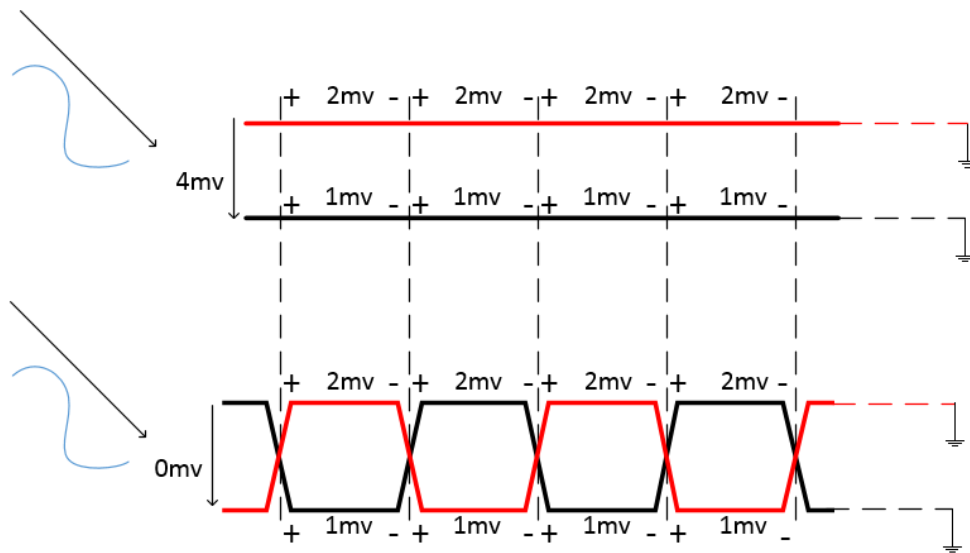 + 2mv - + 2mv - + 2mv - + 2mv -
4mv
+ 1mv - + 1mv - + 1mv - + 1mv -
+ 2mv - + 2mv - + 2mv - + 2mv -
0mv
+ 1mv - + 1mv - + 1mv - + 1mv -